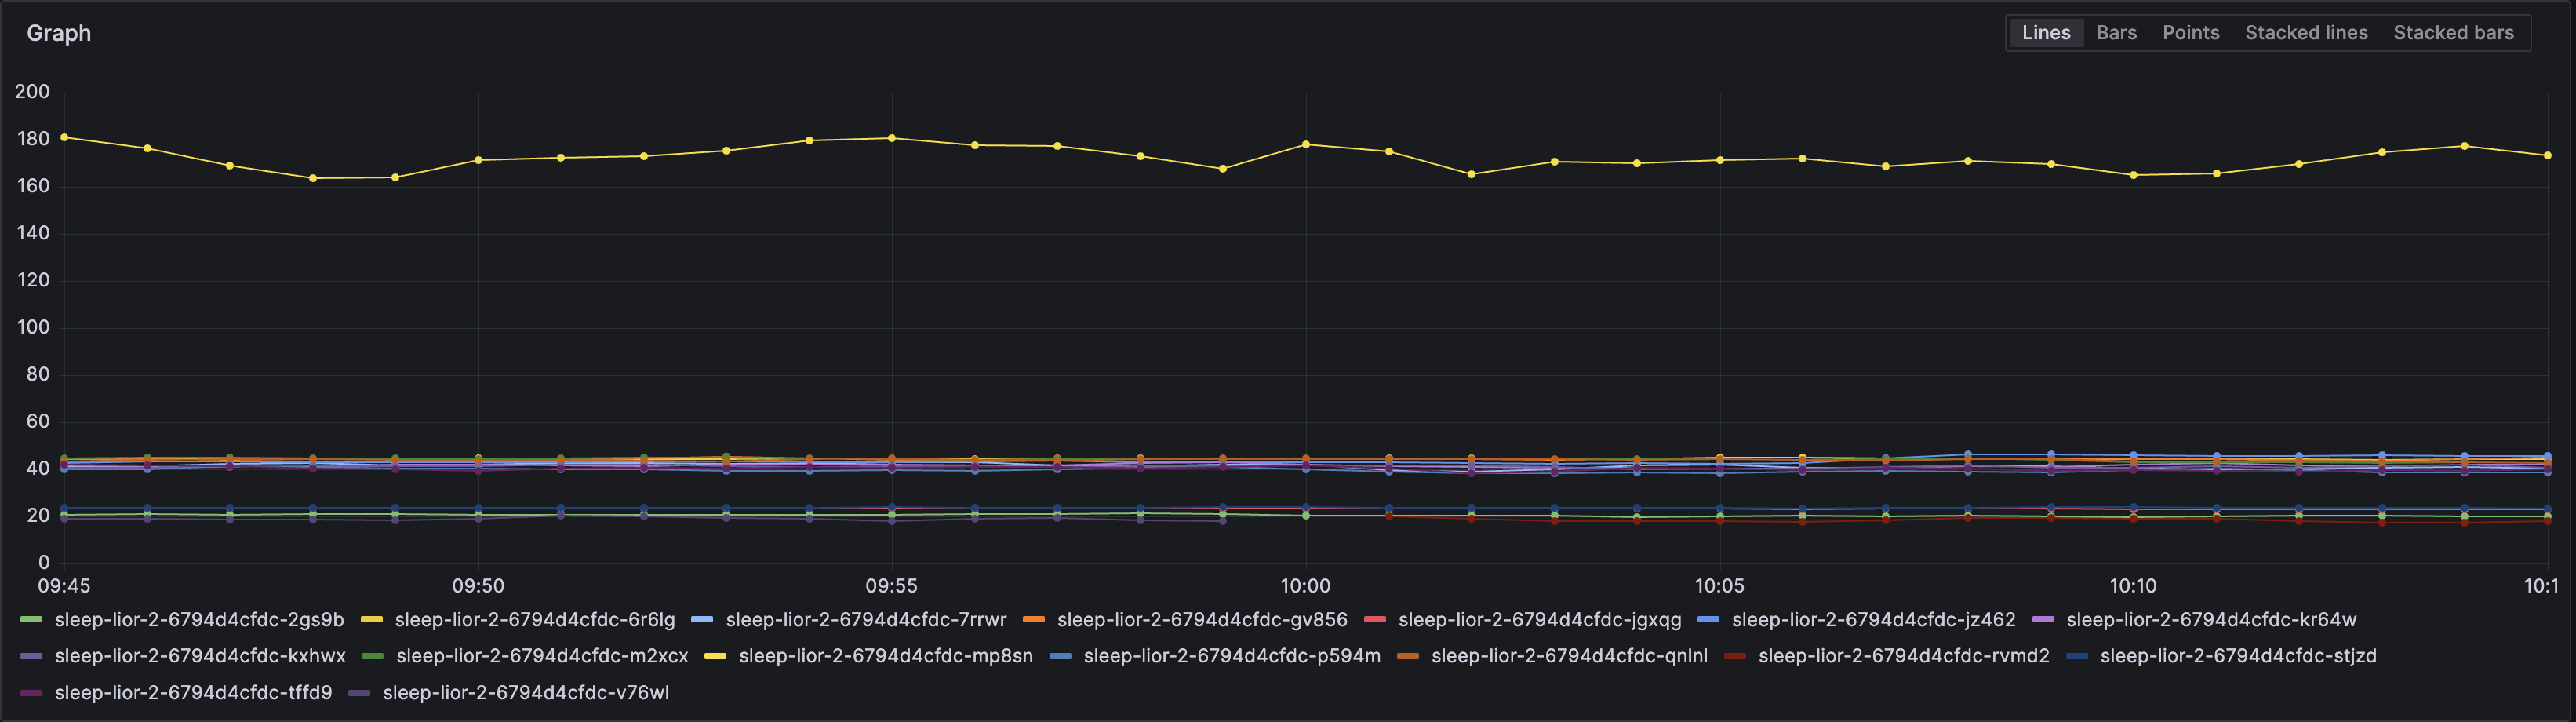 Graph
Lines Bars Points Stacked lines Stacked bars
200
180
160
140
120
100
80
60
40
20
0
09:45 09:50 09:55 10:00 10:05 10:10 10:1
sleep-lior-2-6794d4cfdc-2gs9b sleep-lior-2-6794d4cfdc-6r6lg sleep-lior-2-6794d4cfdc-7rrwr sleep-lior-2-6794d4cfdc-gv856 sleep-lior-2-6794d4cfdc-jgxqg sleep-lior-2-6794d4cfdc-jz462 sleep-lior-2-6794d4cfdc-kr64w
sleep-lior-2-6794d4cfdc-kxhwx sleep-lior-2-6794d4cfdc-m2xcx sleep-lior-2-6794d4cfdc-mp8sn sleep-lior-2-6794d4cfdc-p594m sleep-lior-2-6794d4cfdc-qnlnl sleep-lior-2-6794d4cfdc-rvmd2 sleep-lior-2-6794d4cfdc-stjzd
sleep-lior-2-6794d4cfdc-tffd9 sleep-lior-2-6794d4cfdc-v76wl